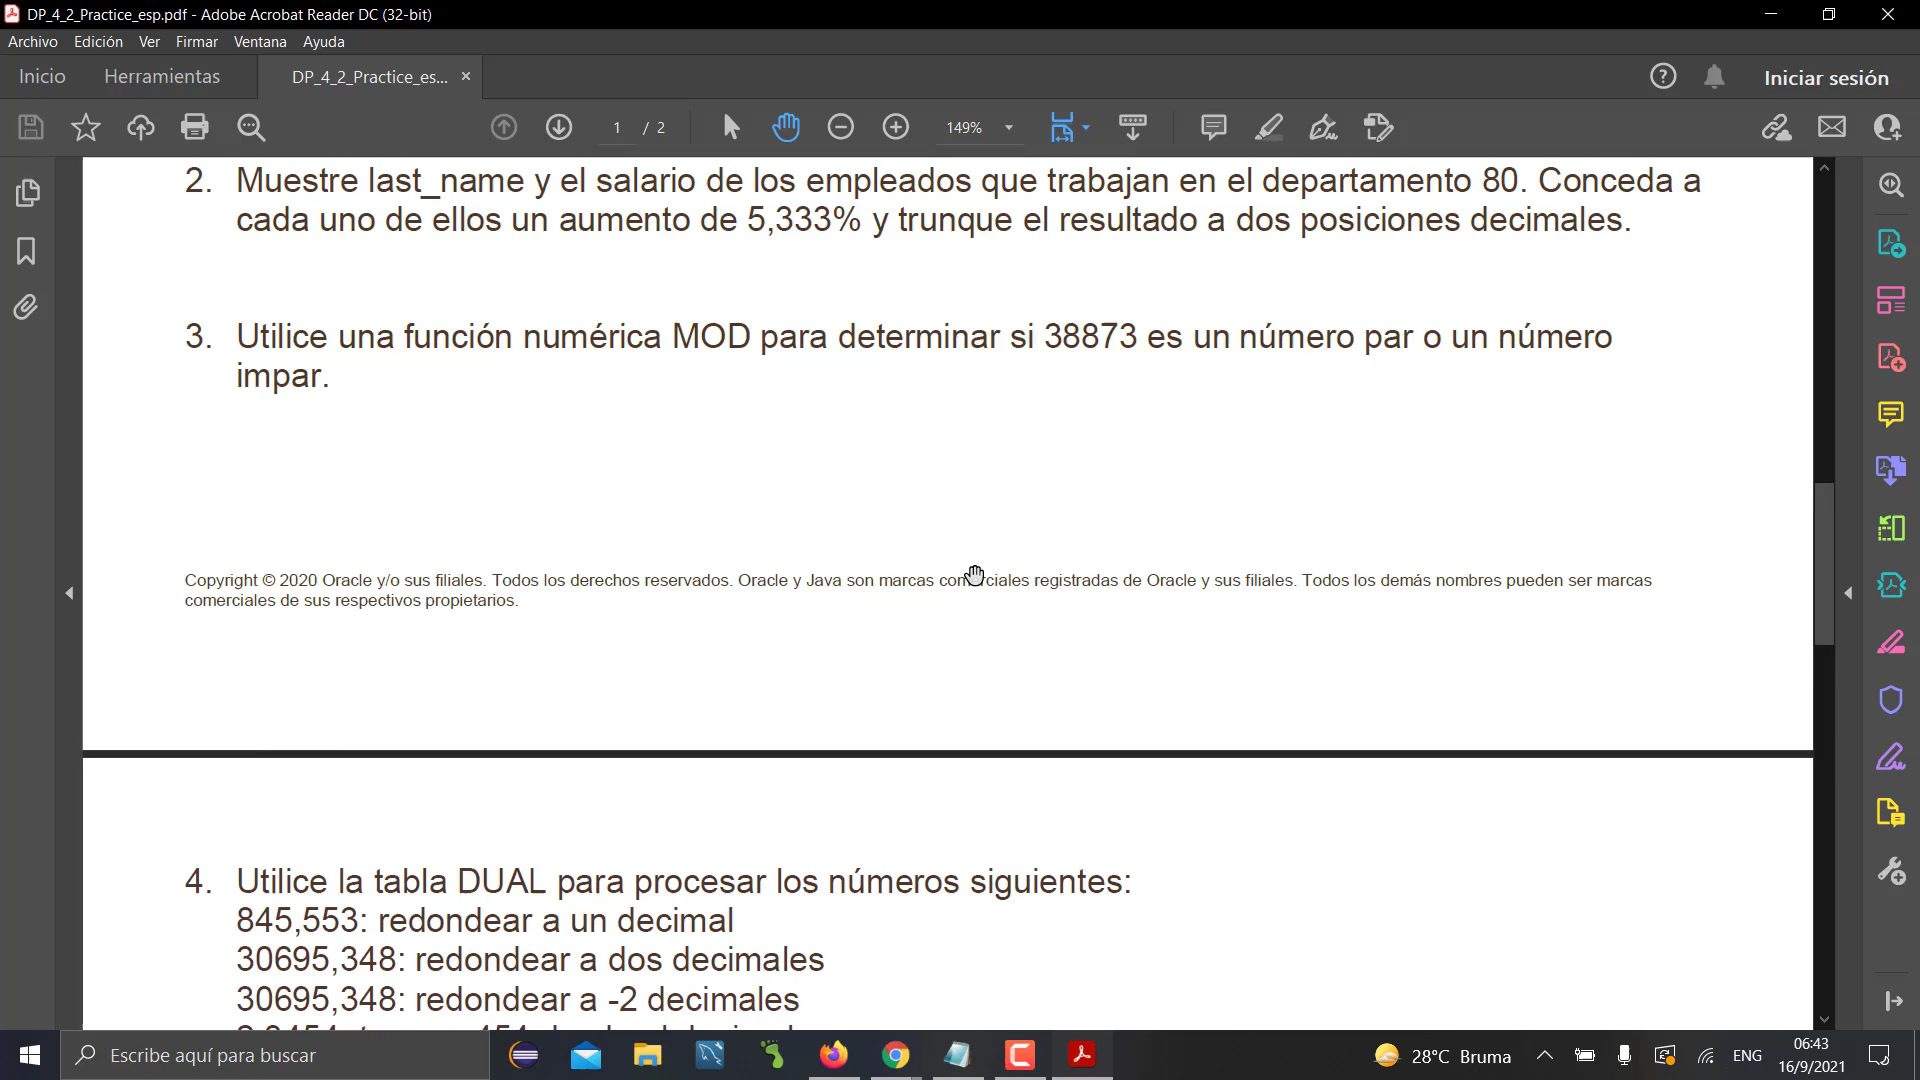 DP_4_2_Practice_esp.pdf - Adobe Acrobat Reader DC (32-bit)
Archivo Edición Ver Firmar Ventana Ayuda
Inicio Herramientas DP_4_2_Practice_es... × Iniciar sesión
1 / 2 149%
2. Muestre last_name y el salario de los empleados que trabajan en el departamento 80. Conceda a
cada uno de ellos un aumento de 5,333% y trunque el resultado a dos posiciones decimales.
3. Utilice una función numérica MOD para determinar si 38873 es un número par o un número
impar.
Copyright © 2020 Oracle y/o sus filiales. Todos los derechos reservados. Oracle y Java son marcas comerciales registradas de Oracle y sus filiales. Todos los demás nombres pueden ser marcas
comerciales de sus respectivos propietarios.
4. Utilice la tabla DUAL para procesar los números siguientes:
845,553: redondear a un decimal
30695,348: redondear a dos decimales
30695,348: redondear a -2 decimales
Escribe aquí para buscar
28°C Bruma
ENG
06:43
16/9/2021